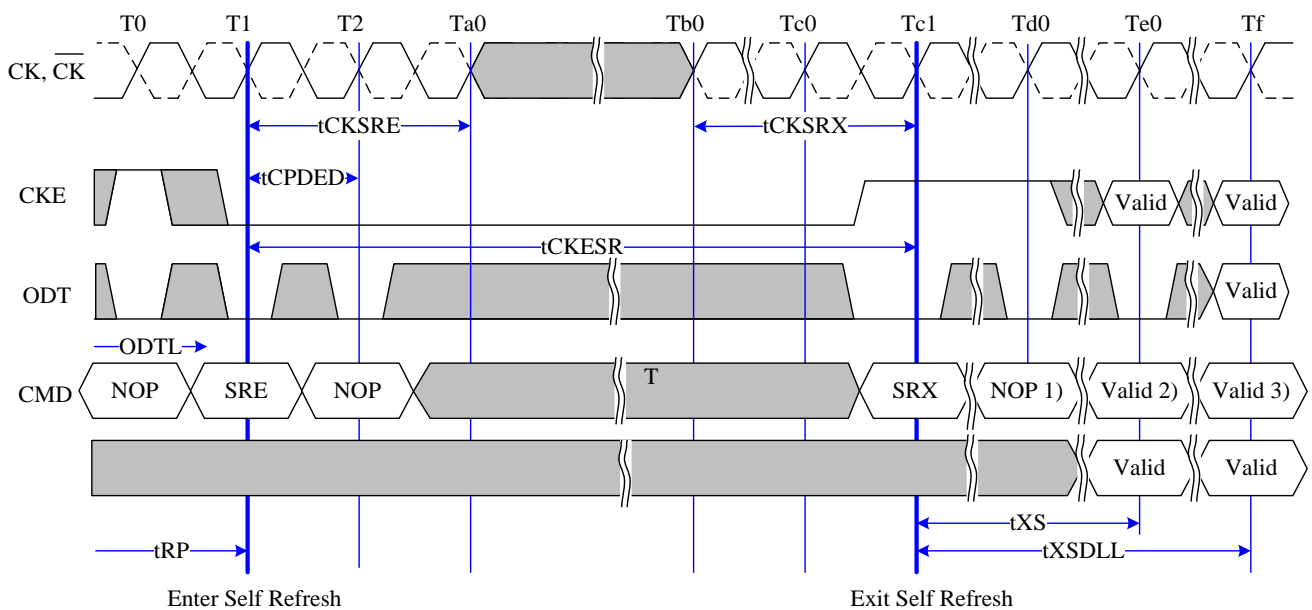 T0 T1 T2 Ta0 Tb0 Tc0 Tc1 Td0 Te0 Tf
CK, CK
tCKSRE tCKSRX
tCPDED
CKE Valid Valid
tCKESR
ODT Valid
ODTL
CMD NOP SRE NOP T SRX NOP 1) Valid 2) Valid 3)
Valid Valid
tXS
tRP tXSDLL
Enter Self Refresh Exit Self Refresh